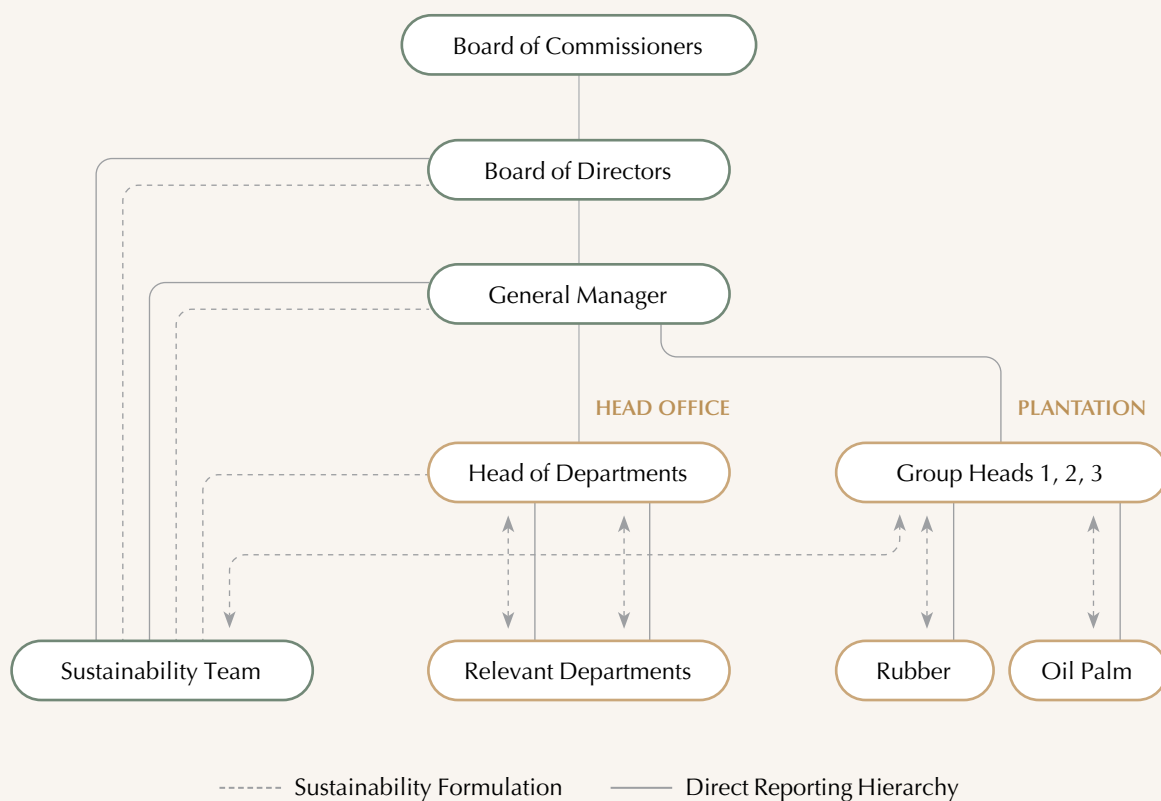 Board of Commissioners
Board of Directors
General Manager
HEAD OFFICE
PLANTATION
Head of Departments
Group Heads 1, 2, 3
Sustainability Team
Relevant Departments
Rubber
Oil Palm
Sustainability Formulation
Direct Reporting Hierarchy